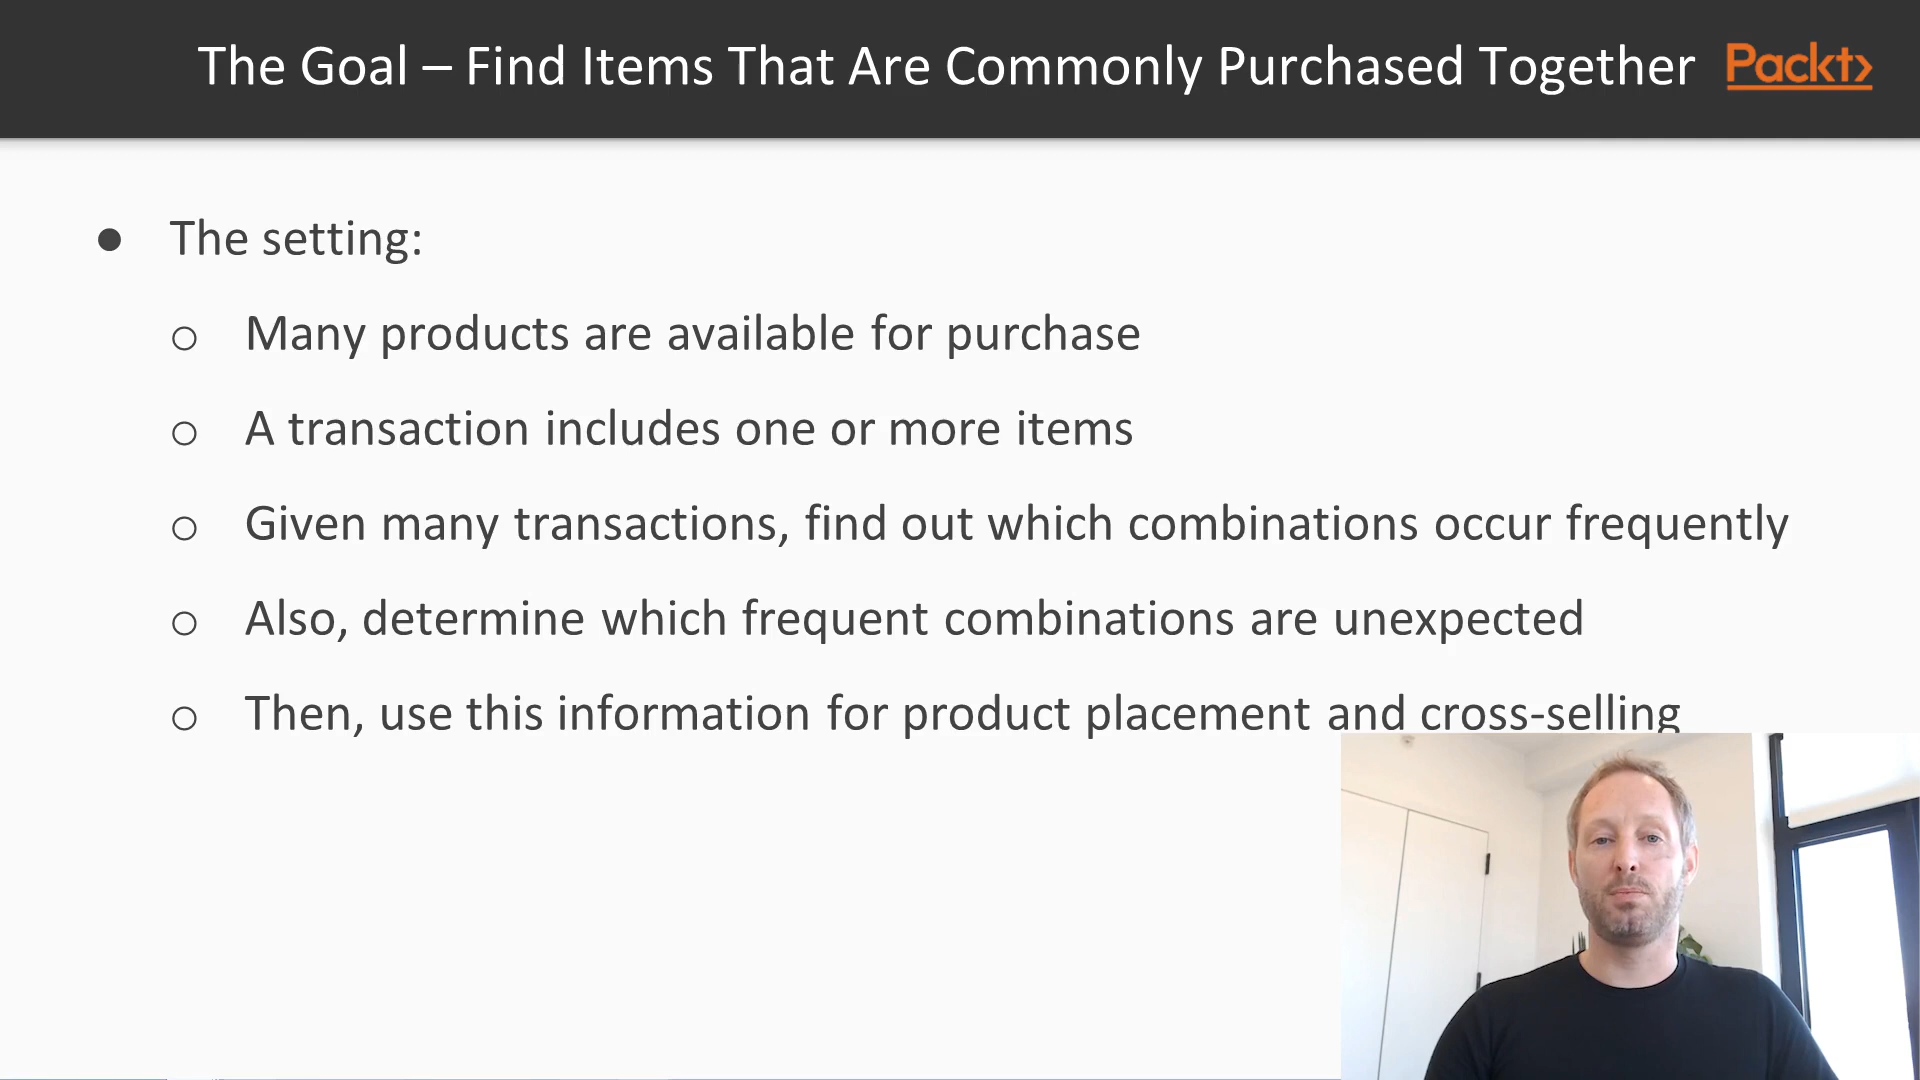 The Goal – Find Items That Are Commonly Purchased Together
Packt>
● The setting:
○ Many products are available for purchase
○ A transaction includes one or more items
○ Given many transactions, find out which combinations occur frequently
○ Also, determine which frequent combinations are unexpected
○ Then, use this information for product placement and cross-selling